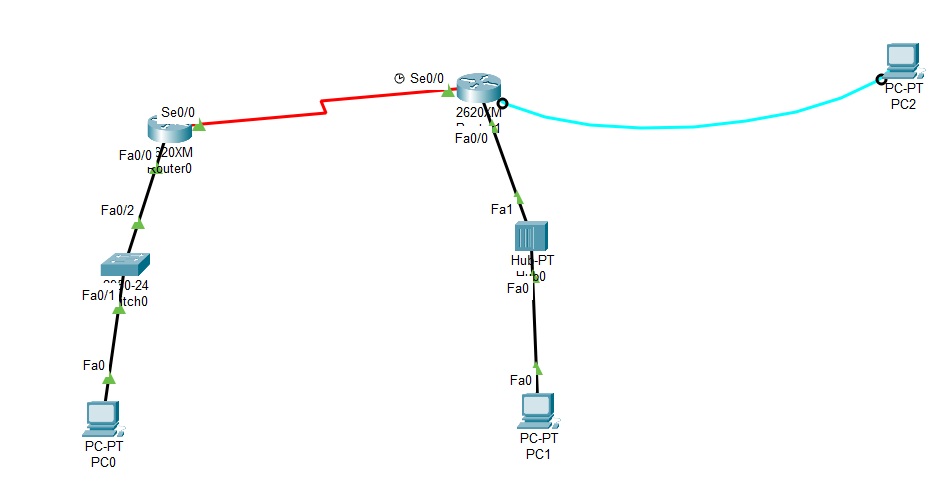 Se0/0
Se0/0
2620XM
Fa0/0
PC-PT
PC2
Fa0/0
Fa0/2
Fa1
Hub-PT
Fa0/1
Fa0
Fa0
Fa0
PC-PT
PC0
PC-PT
PC1